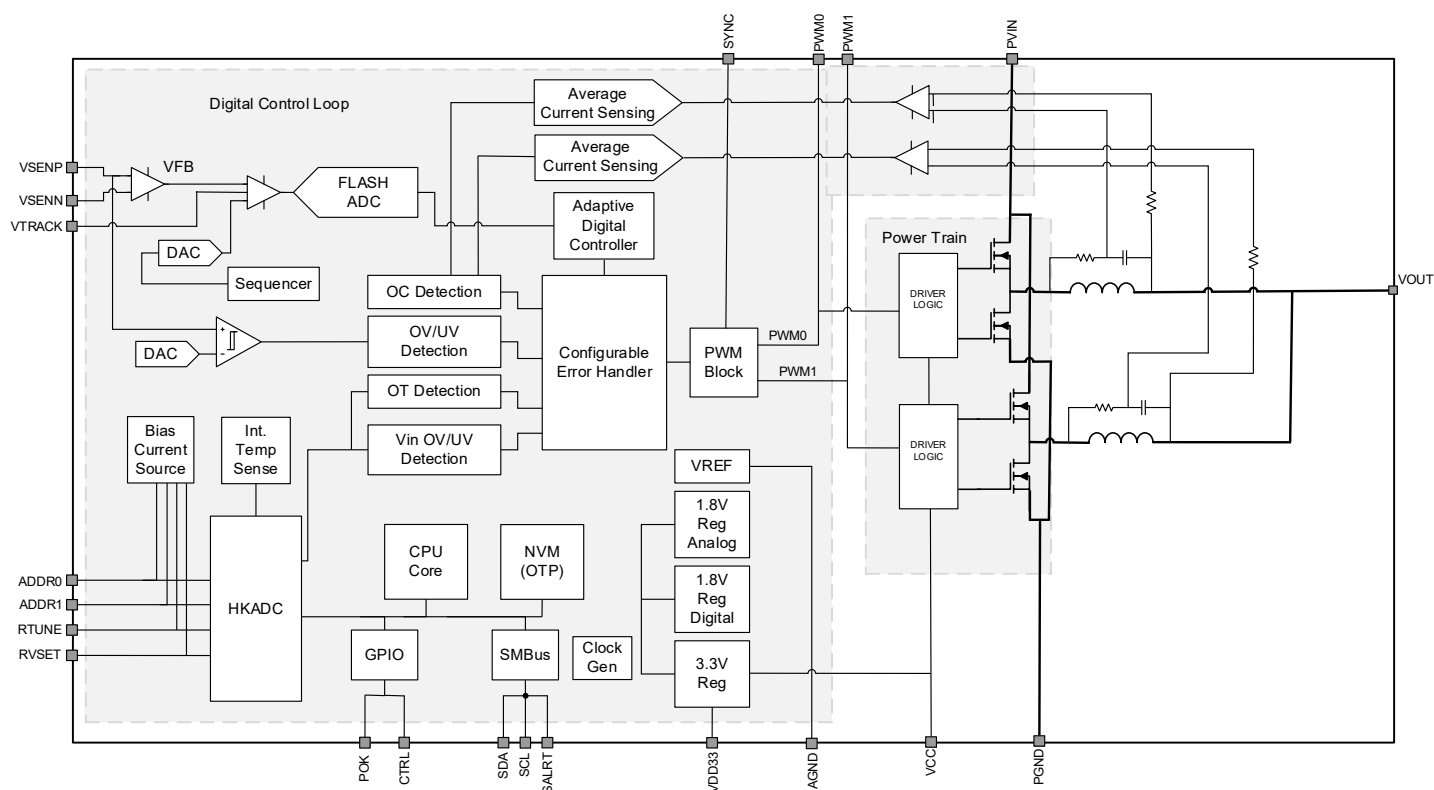 SYNC
PWM0
PWM1
PVIN
Digital Control Loop
Average
Current Sensing
Average
Current Sensing
VSENP
VFB
VSENN
VTRACK
FLASH
ADC
Adaptive
Digital
Controller
DAC
Sequencer
Power Train
OC Detection
DRIVER
LOGIC
VOUT
OV/UV
Detection
+
-
DAC
Configurable
Error Handler
PWM
Block
PWM0
PWM1
OT Detection
Bias
Current
Source
Int.
Temp
Sense
Vin OV/UV
Detection
DRIVER
LOGIC
VREF
1.8V
Reg
Analog
CPU
Core
NVM
(OTP)
ADDR0
ADDR1
RTUNE
RVSET
HKADC
1.8V
Reg
Digital
GPIO
SMBus
Clock
Gen
3.3V
Reg
POK
CTRL
SDA
SCL
SALRT
VDD33
AGND
VCC
PGND